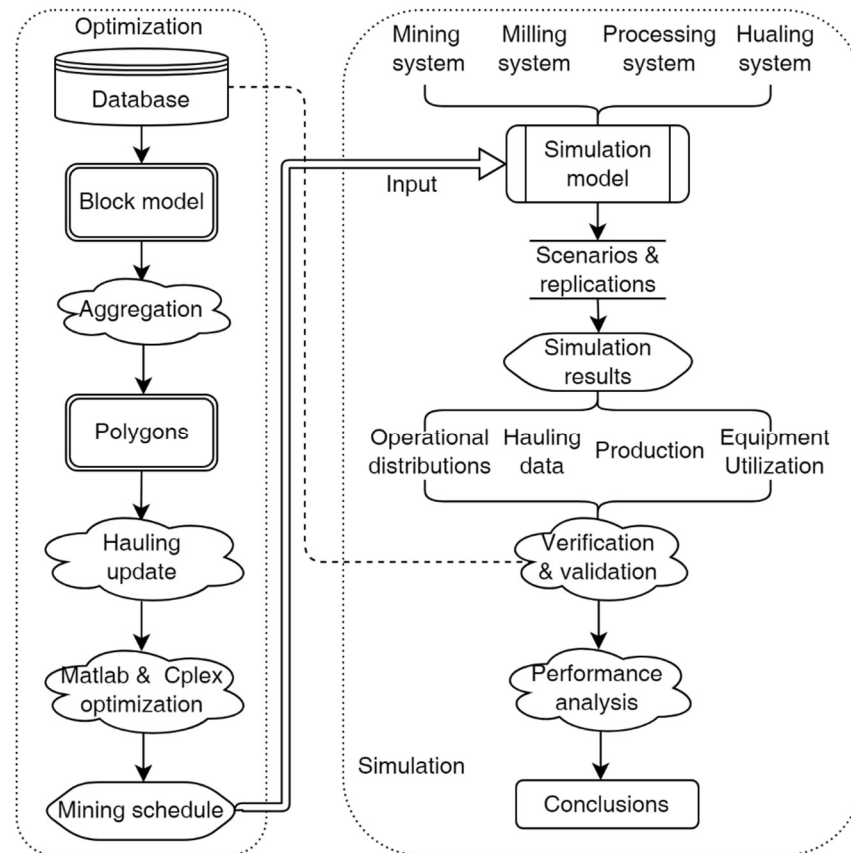 Optimization
Database
Block model
Aggregation
Polygons
Hauling
update
Matlab & Cplex
optimization
Mining schedule
Input
Mining
system
Milling
system
Processing
system
Hualing
system
Simulation
model
Scenarios &
replications
Simulation
results
Operational
distributions
Hauling
data
Production
Equipment
Utilization
Verification
& validation
Performance
analysis
Simulation
Conclusions